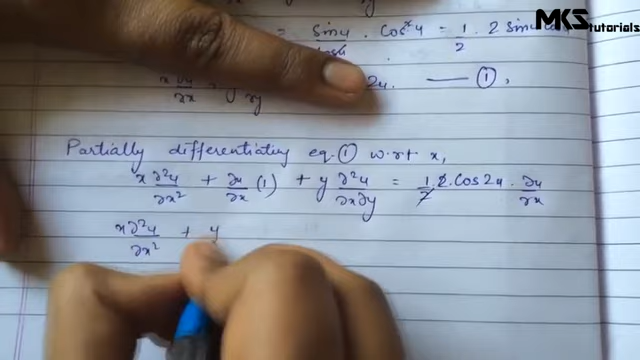 MKS tutorials
= sin u / cos u . cos² u = 1/2 . 2 sin u
x ∂u/∂x + y /∂y 2u. —— ①,
Partially differentiating eq.① w.r.t. x,
x ∂²u/∂x² + ∂u/∂x (1) + y ∂²u/∂x∂y = 1/2 2.cos2u . ∂u/∂x
x ∂²u/∂x² + y